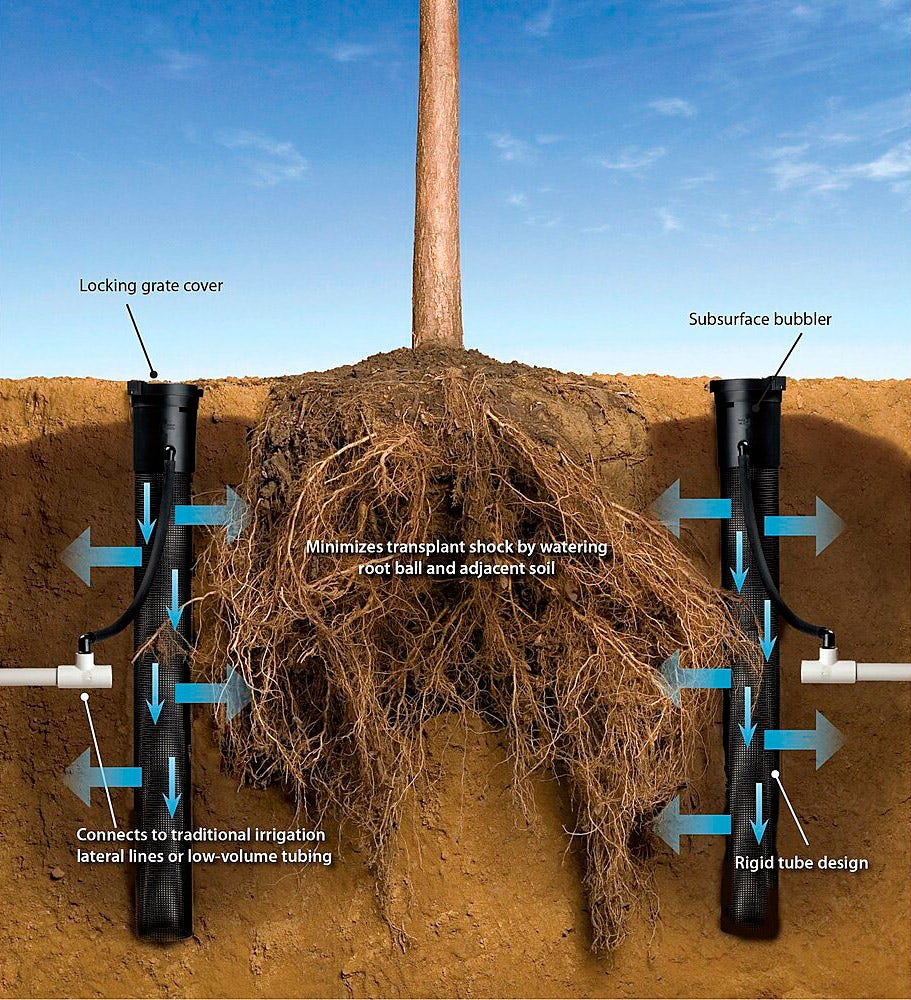 Locking grate cover
Subsurface bubbler
Minimizes transplant shock by watering
root ball and adjacent soil
Connects to traditional irrigation
lateral lines or low-volume tubing
Rigid tube design